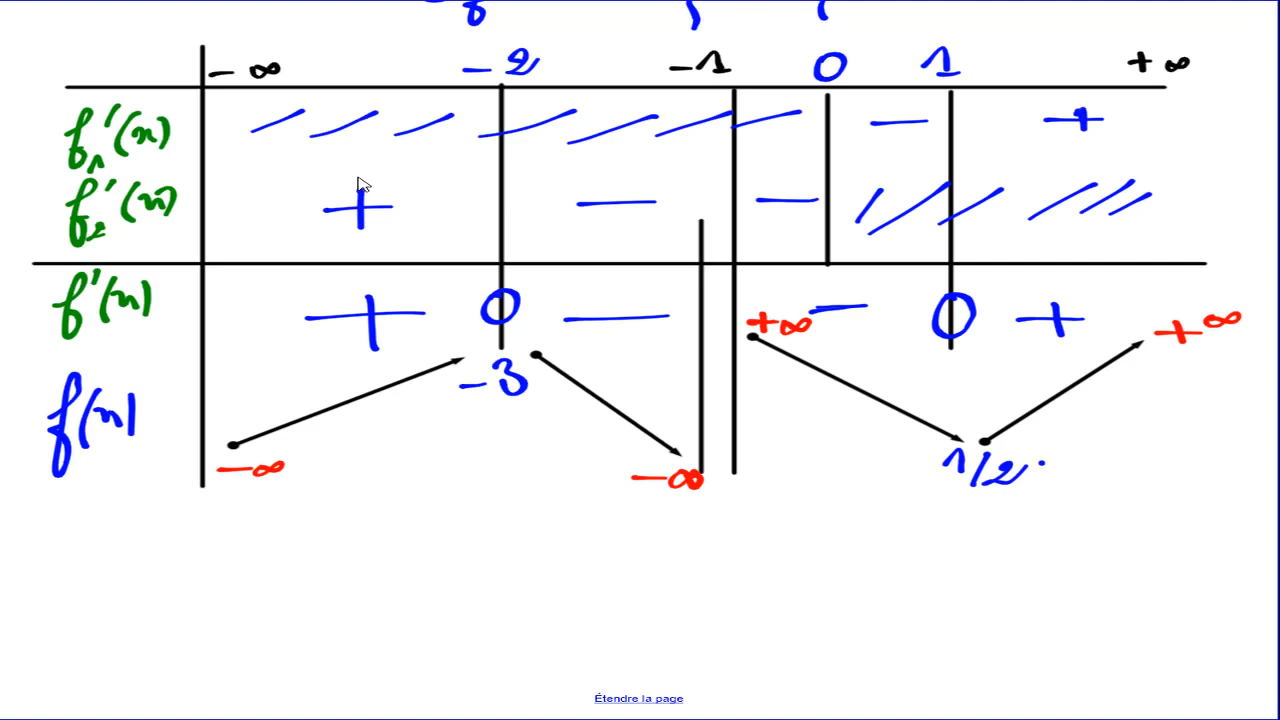 -∞ -2 -1 0 1 +∞
f₁'(x) - +
f₂'(x) + - -
f'(x) + 0 - - 0 +
+∞ +∞
-3
f(x)
-∞ -∞ 1/2
Étendre la page